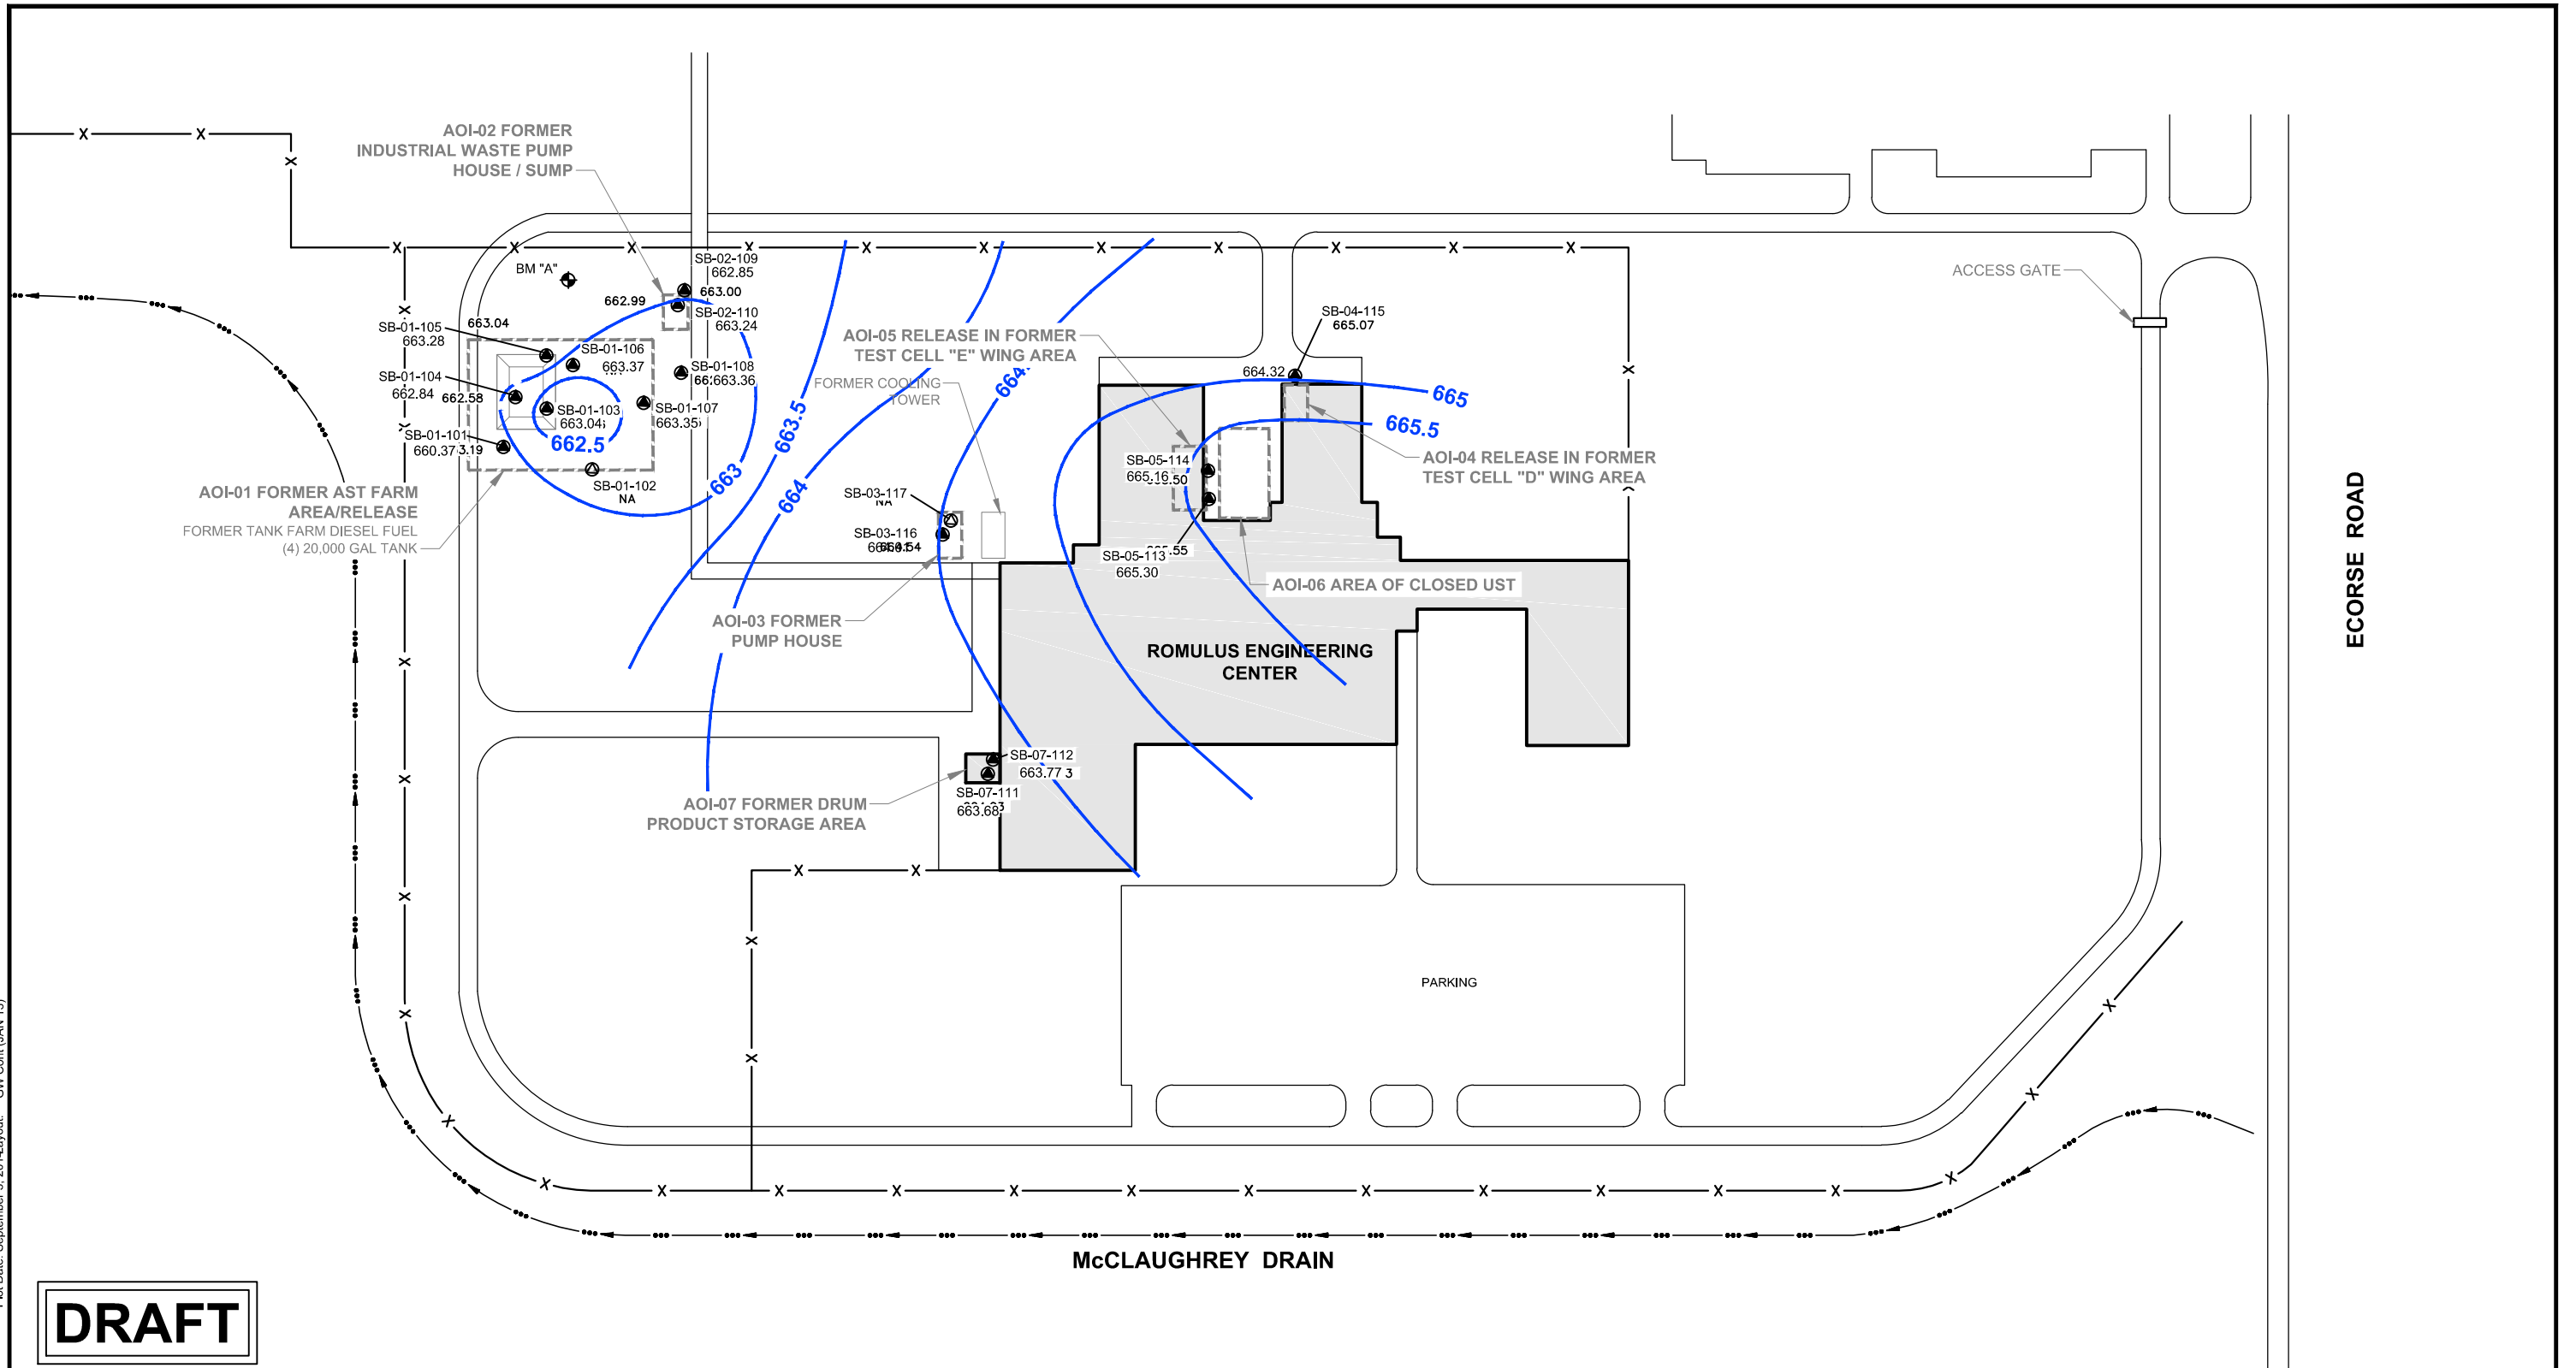 AOI-02 FORMER
INDUSTRIAL WASTE PUMP
HOUSE / SUMP
BM "A"
SB-02-109
662.85
663.00
662.99
SB-02-110
663.24
SB-01-105
663.28
663.04
SB-01-106
663.37
SB-01-104
662.84
662.58
SB-01-108
663.36
SB-01-103
663.04
SB-01-107
663.35
SB-01-101
660.37
662.5
SB-01-102
NA
AOI-01 FORMER AST FARM
AREA/RELEASE
FORMER TANK FARM DIESEL FUEL
(4) 20,000 GAL TANK
663
663.5
664
AOI-05 RELEASE IN FORMER
TEST CELL "E" WING AREA
FORMER COOLING
TOWER
SB-04-115
665.07
664.32
665
665.5
AOI-04 RELEASE IN FORMER
TEST CELL "D" WING AREA
SB-05-114
665.16
SB-05-113
665.30
AOI-06 AREA OF CLOSED UST
SB-03-117
NA
SB-03-116
AOI-03 FORMER
PUMP HOUSE
ROMULUS ENGINEERING
CENTER
SB-07-112
663.77
SB-07-111
663.68
AOI-07 FORMER DRUM
PRODUCT STORAGE AREA
ACCESS GATE
ECORSE ROAD
PARKING
McCLAUGHREY DRAIN
DRAFT